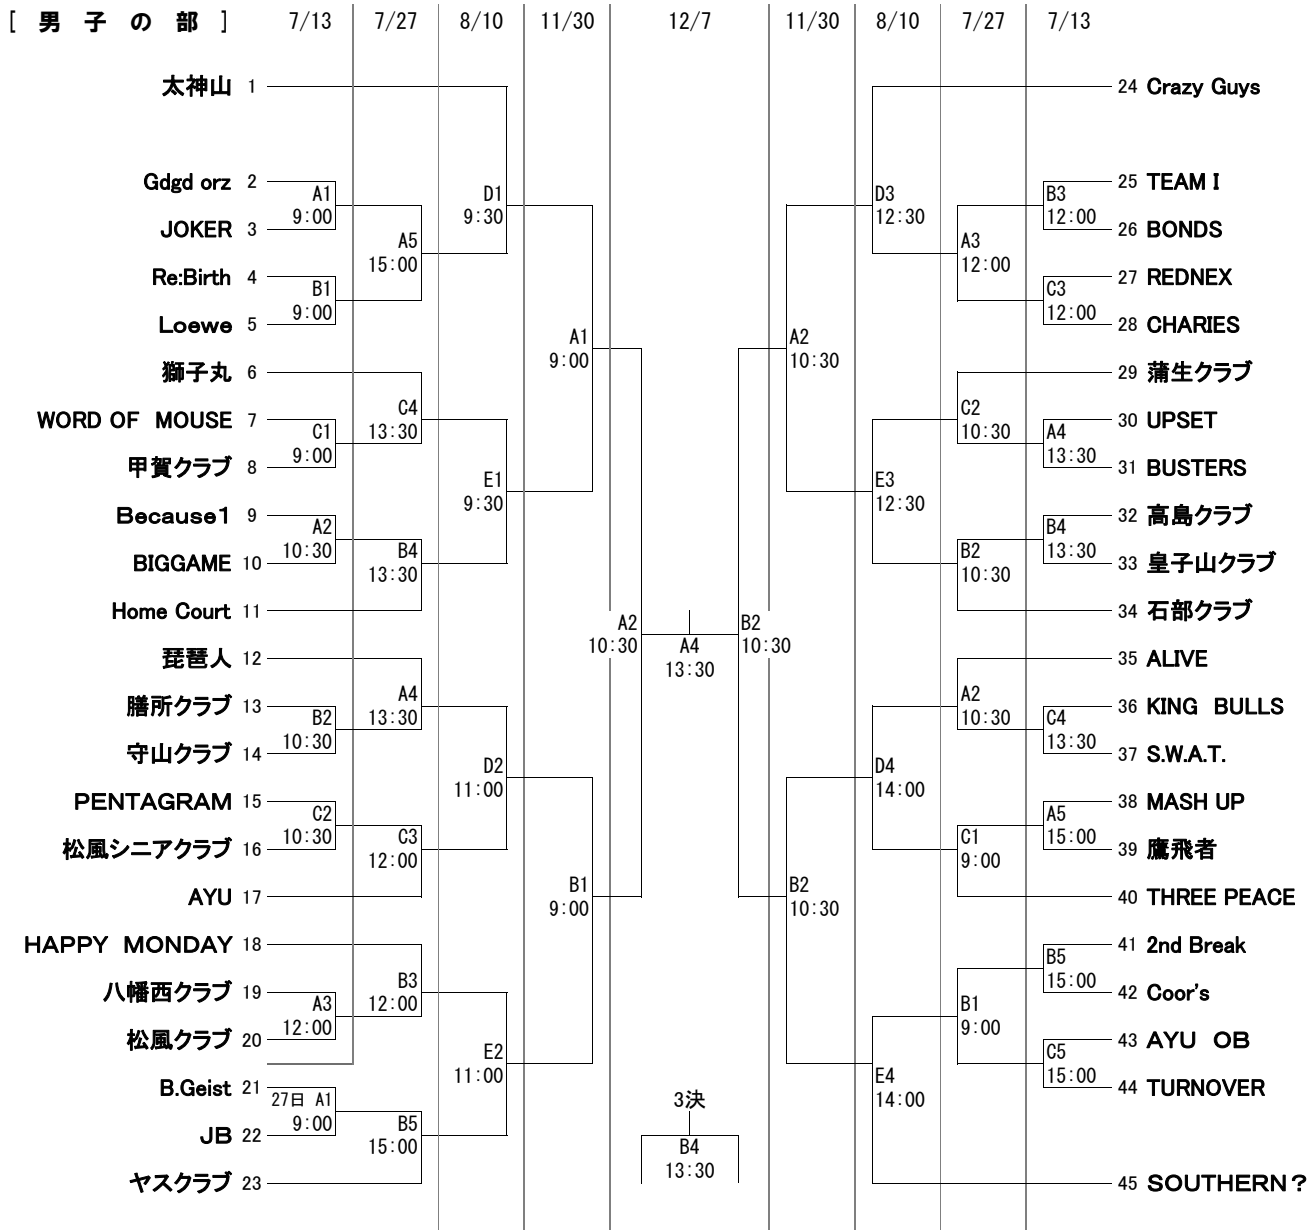 [ 男 子 の 部 ] 7/13 7/27 8/10 11/30 12/7 11/30 8/10 7/27 7/13
太神山 1
24 Crazy Guys
Gdgd orz 2
A1
9:00
JOKER 3
D1
9:30
D3
12:30
25 TEAM I
B3
12:00
26 BONDS
A5
15:00
A3
12:00
Re:Birth 4
B1
9:00
Loewe 5
27 REDNEX
C3
12:00
28 CHARIES
A1
9:00
A2
10:30
獅子丸 6
29 蒲生クラブ
WORD OF MOUSE 7
C4
13:30
C1
9:00
甲賀クラブ 8
C2
10:30
30 UPSET
A4
13:30
31 BUSTERS
E1
9:30
E3
12:30
Because1 9
A2
10:30
BIGGAME 10
B4
13:30
32 高島クラブ
B4
13:30
33 皇子山クラブ
B2
10:30
Home Court 11
34 石部クラブ
A2
10:30
A4
13:30
B2
10:30
琵琶人 12
35 ALIVE
膳所クラブ 13
A4
13:30
B2
10:30
守山クラブ 14
A2
10:30
36 KING BULLS
C4
13:30
37 S.W.A.T.
D2
11:00
D4
14:00
PENTAGRAM 15
C2
10:30
松風シニアクラブ 16
C3
12:00
38 MASH UP
A5
15:00
39 鷹飛者
C1
9:00
AYU 17
40 THREE PEACE
B1
9:00
B2
10:30
HAPPY MONDAY 18
41 2nd Break
B5
15:00
42 Coor's
八幡西クラブ 19
B3
12:00
A3
12:00
松風クラブ 20
B1
9:00
43 AYU OB
C5
15:00
44 TURNOVER
E2
11:00
E4
14:00
B.Geist 21
27日 A1
9:00
JB 22
B5
15:00
3決
B4
13:30
ヤスクラブ 23
45 SOUTHERN?